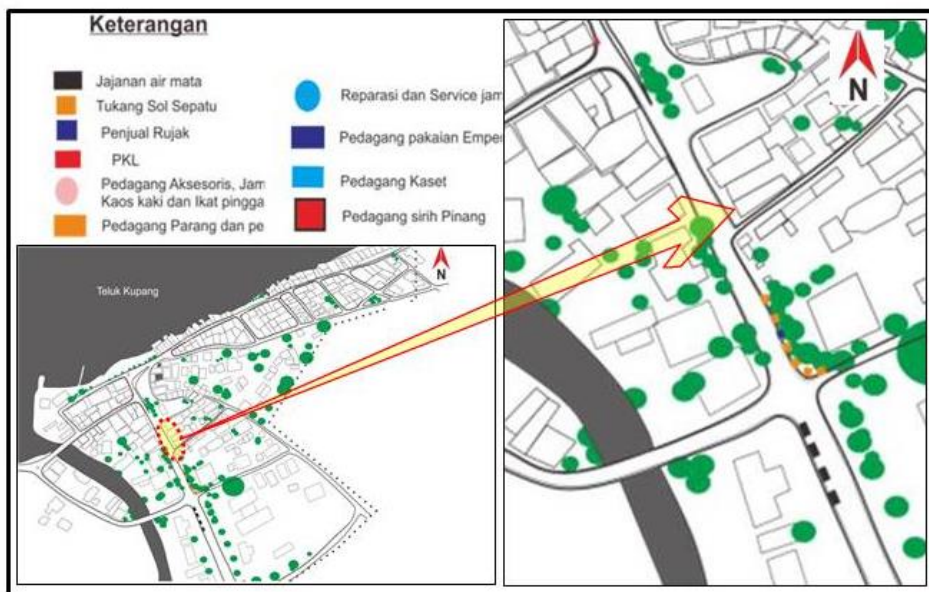 Keterangan
Jajanan air mata
Tukang Sol Sepatu
Penjual Rujak
PKL
Pedagang Aksesoris, Jam
Kaos kaki dan Ikat pingga
Pedagang Parang dan pe
Reparasi dan Service jam
Pedagang pakaian Empe
Pedagang Kaset
Pedagang sirih Pinang
Teluk Kupang
N
N